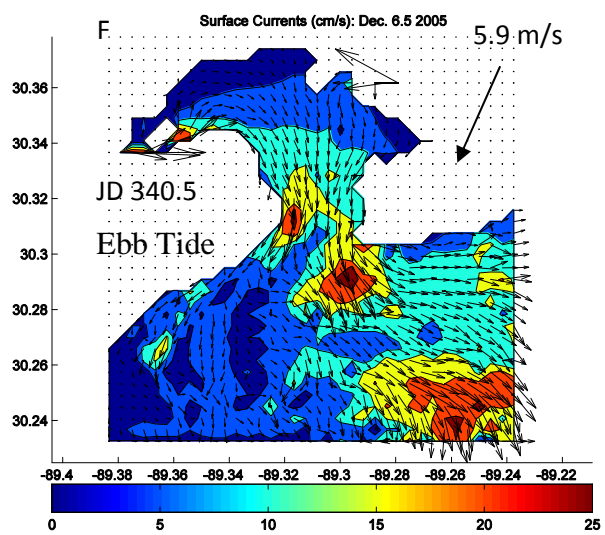 F
Surface Currents (cm/s): Dec. 6.5 2005
5.9 m/s
30.36
30.34
JD 340.5
30.32
Ebb Tide
30.3
30.28
30.26
30.24
-89.4 -89.38 -89.36 -89.34 -89.32 -89.3 -89.28 -89.26 -89.24 -89.22
0 5 10 15 20 25